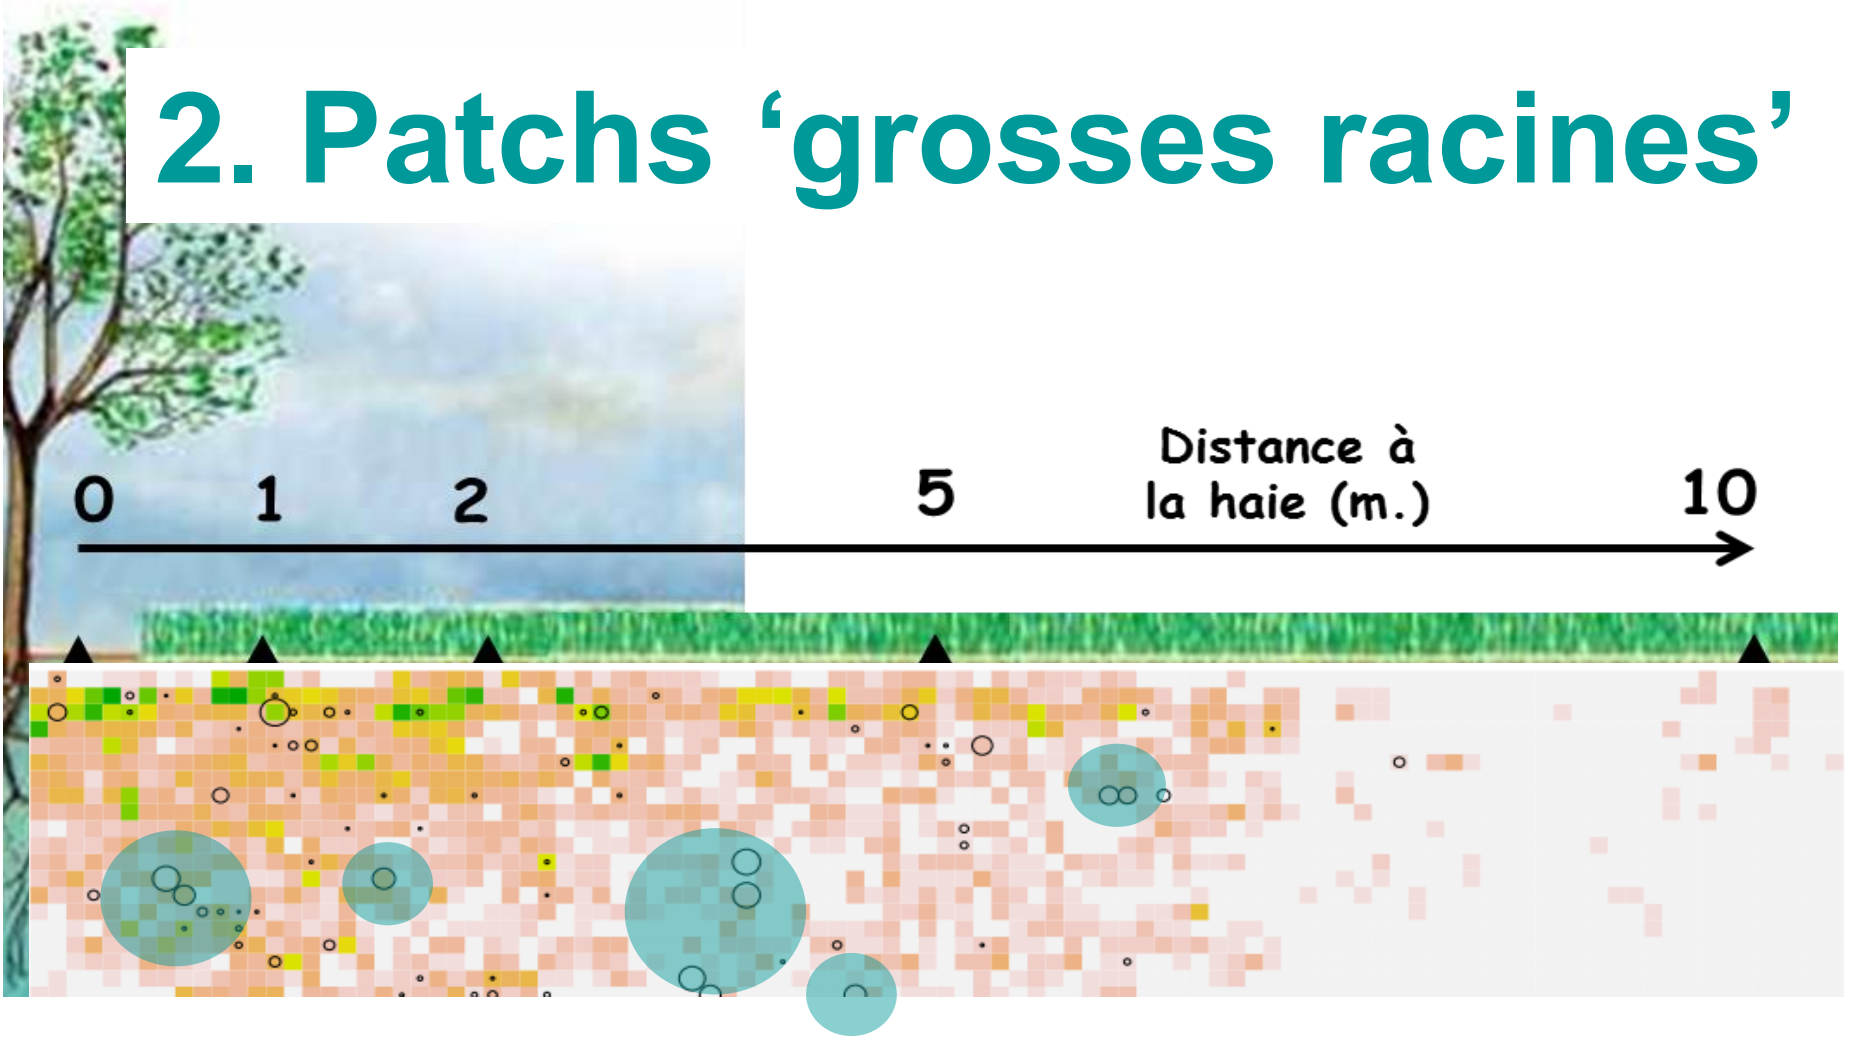 2. Patchs ‘grosses racines’
Distance à
la haie (m.)
0 1 2 5 10